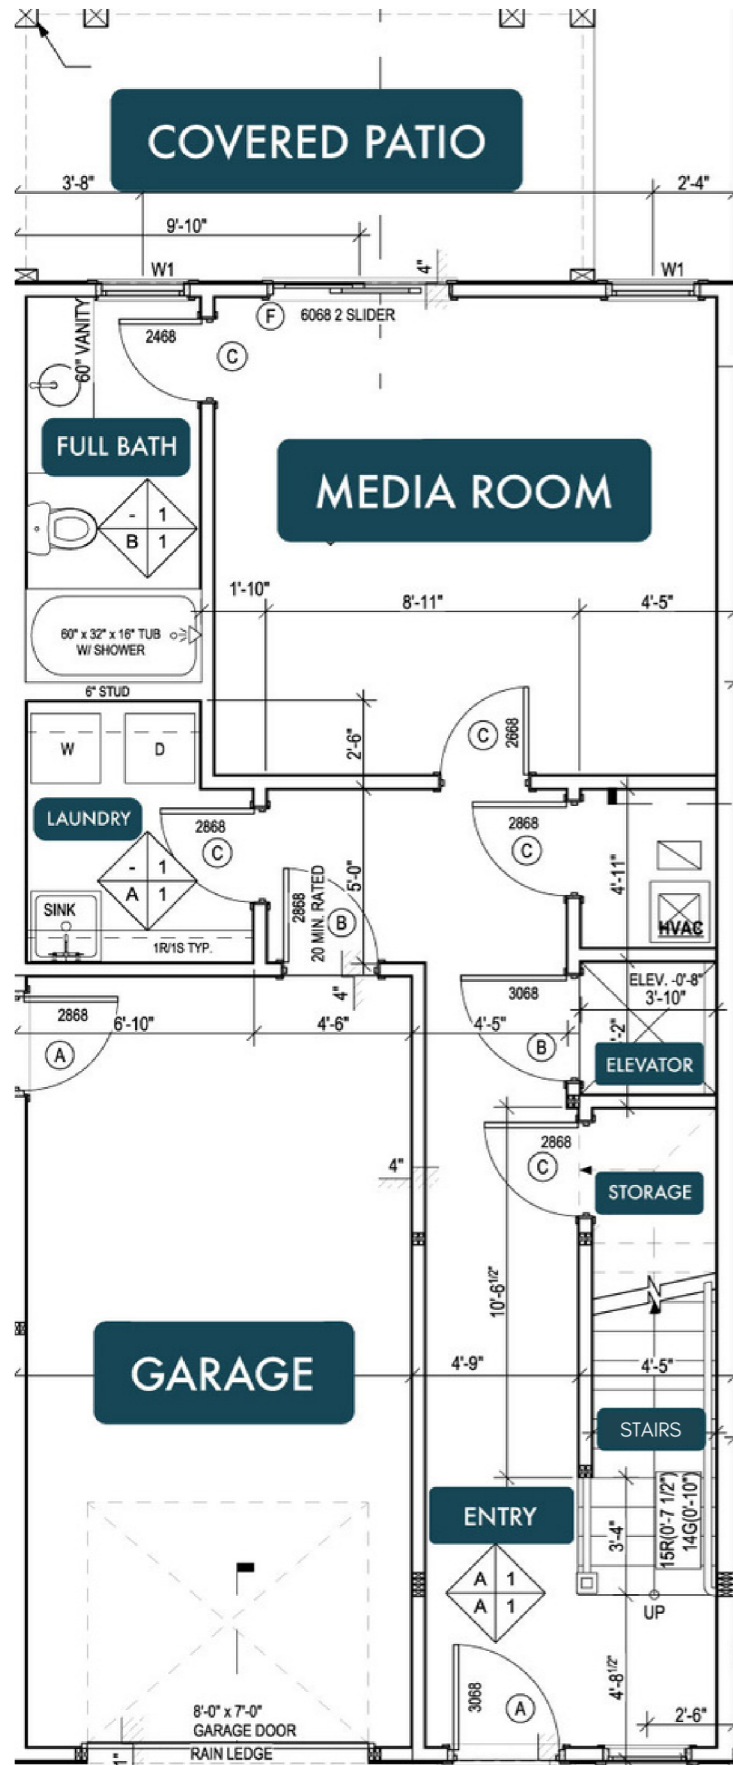 COVERED PATIO
3'-8"
2'-4"
9'-10"
4"
W1
W1
60" VANITY
2468
F
6068 2 SLIDER
C
FULL BATH
MEDIA ROOM
- 1
B 1
1'-10"
8'-11"
4'-5"
60" x 32" x 16" TUB
W/ SHOWER
6" STUD
W
D
2'-6"
C
2668
LAUNDRY
2868
C
2868
C
- 1
A 1
5'-0"
4'-11"
SINK
2868
20 MIN. RATED
B
HVAC
1R/1S TYP.
4"
3068
ELEV. -0'-8"
3'-10"
2868
6'-10"
4'-6"
4'-5"
A
B
ELEVATOR
2868
C
4"
STORAGE
10'-6 1/2"
GARAGE
4'-9"
4'-5"
STAIRS
ENTRY
3'-4"
15R(0'-7 1/2")
14G(0'-10")
A 1
A 1
UP
4'-8 1/2"
3068
A
2'-6"
8'-0" x 7'-0"
GARAGE DOOR
RAIN LEDGE